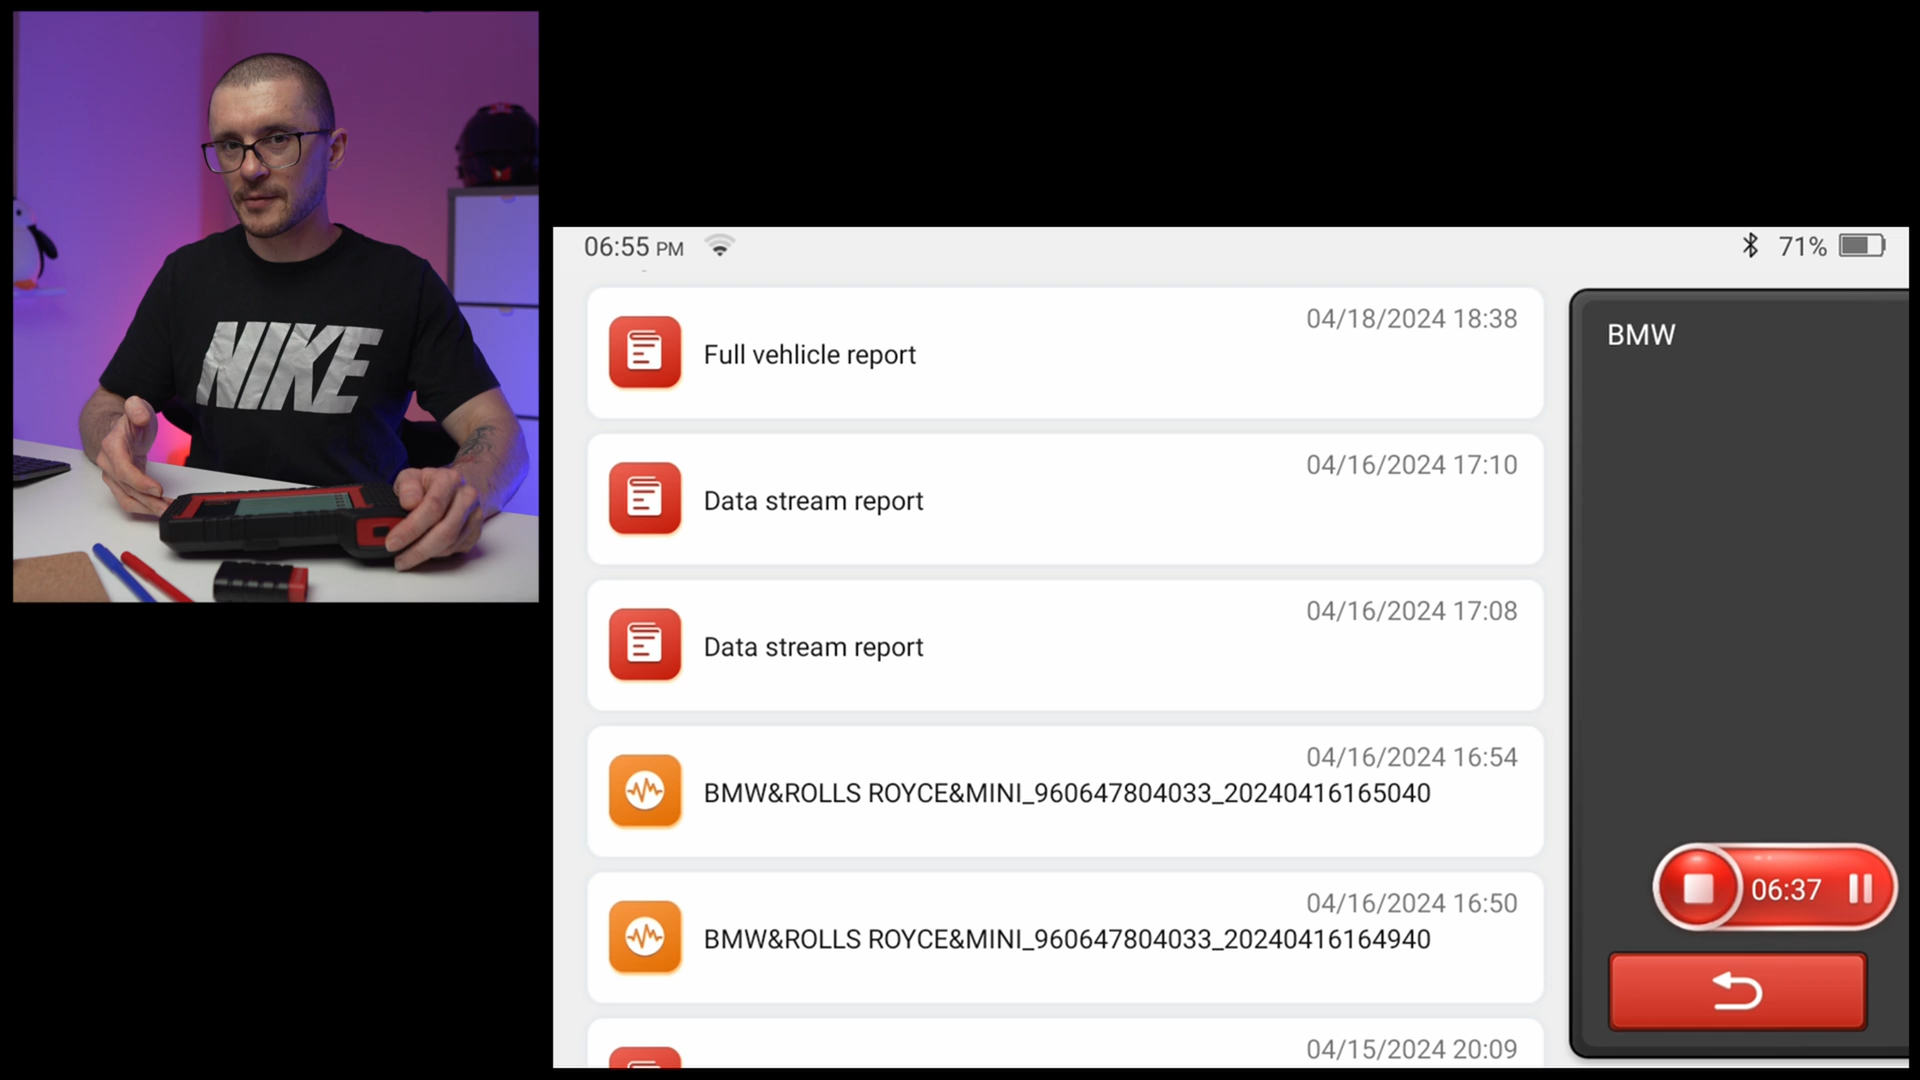 NIKE
06:55 PM
71%
04/18/2024 18:38
Full vehlicle report
04/16/2024 17:10
Data stream report
04/16/2024 17:08
Data stream report
04/16/2024 16:54
BMW&ROLLS ROYCE&MINI_960647804033_20240416165040
04/16/2024 16:50
BMW&ROLLS ROYCE&MINI_960647804033_20240416164940
04/15/2024 20:09
BMW
06:37